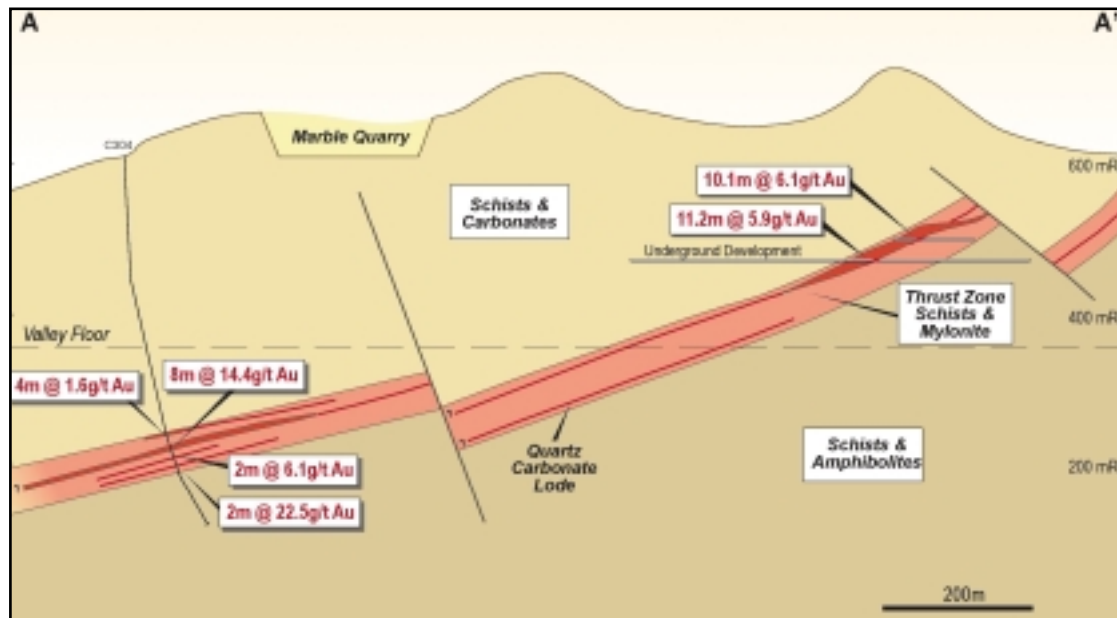 A
A'
C304
Marble Quarry
600 mR
10.1m @ 6.1g/t Au
Schists &
Carbonates
11.2m @ 5.9g/t Au
Underground Development
Thrust Zone
Schists &
Mylonite
400 mR
Valley Floor
8m @ 14.4g/t Au
4m @ 1.6g/t Au
Quartz
Carbonate
Lode
Schists &
Amphibolites
2m @ 6.1g/t Au
200 mR
2m @ 22.5g/t Au
200m